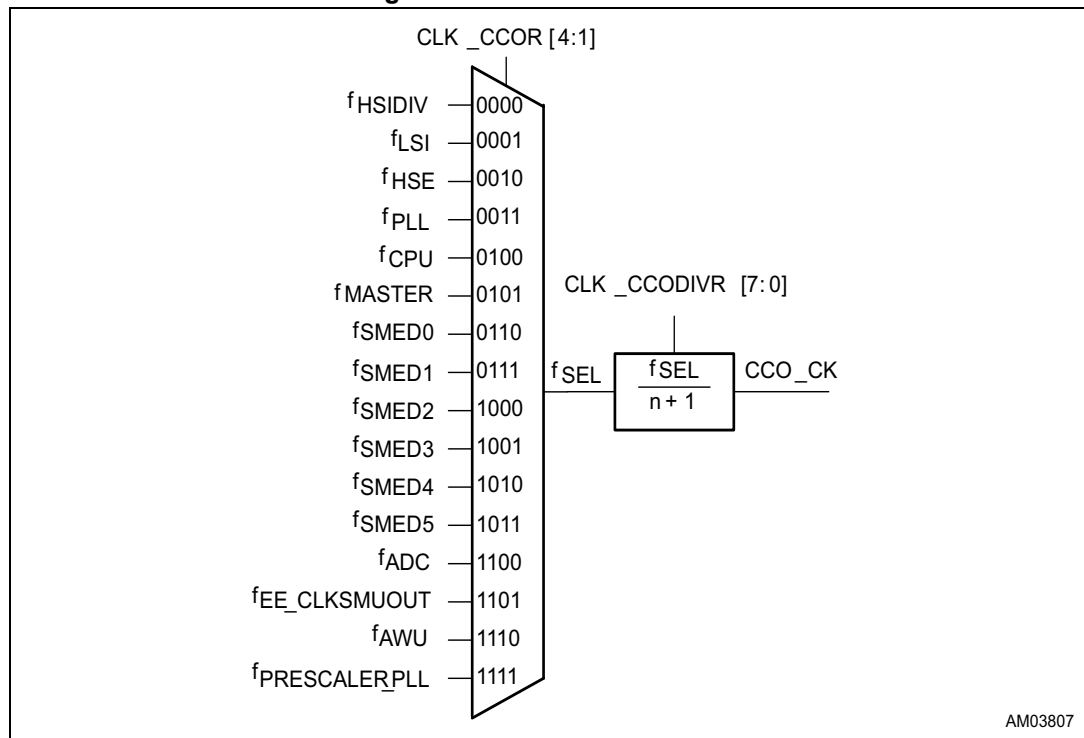 CLK _CCOR [4:1]
fHSIDIV 0000
fLSI 0001
fHSE 0010
fPLL 0011
fCPU 0100
fMASTER 0101
CLK _CCODIVR [7:0]
fSMED0 0110
fSMED1 0111
fSEL
fSEL
n + 1
CCO_CK
fSMED2 1000
fSMED3 1001
fSMED4 1010
fSMED5 1011
fADC 1100
fEE_CLKSMUOUT 1101
fAWU 1110
fPRESCALER_PLL 1111
AM03807